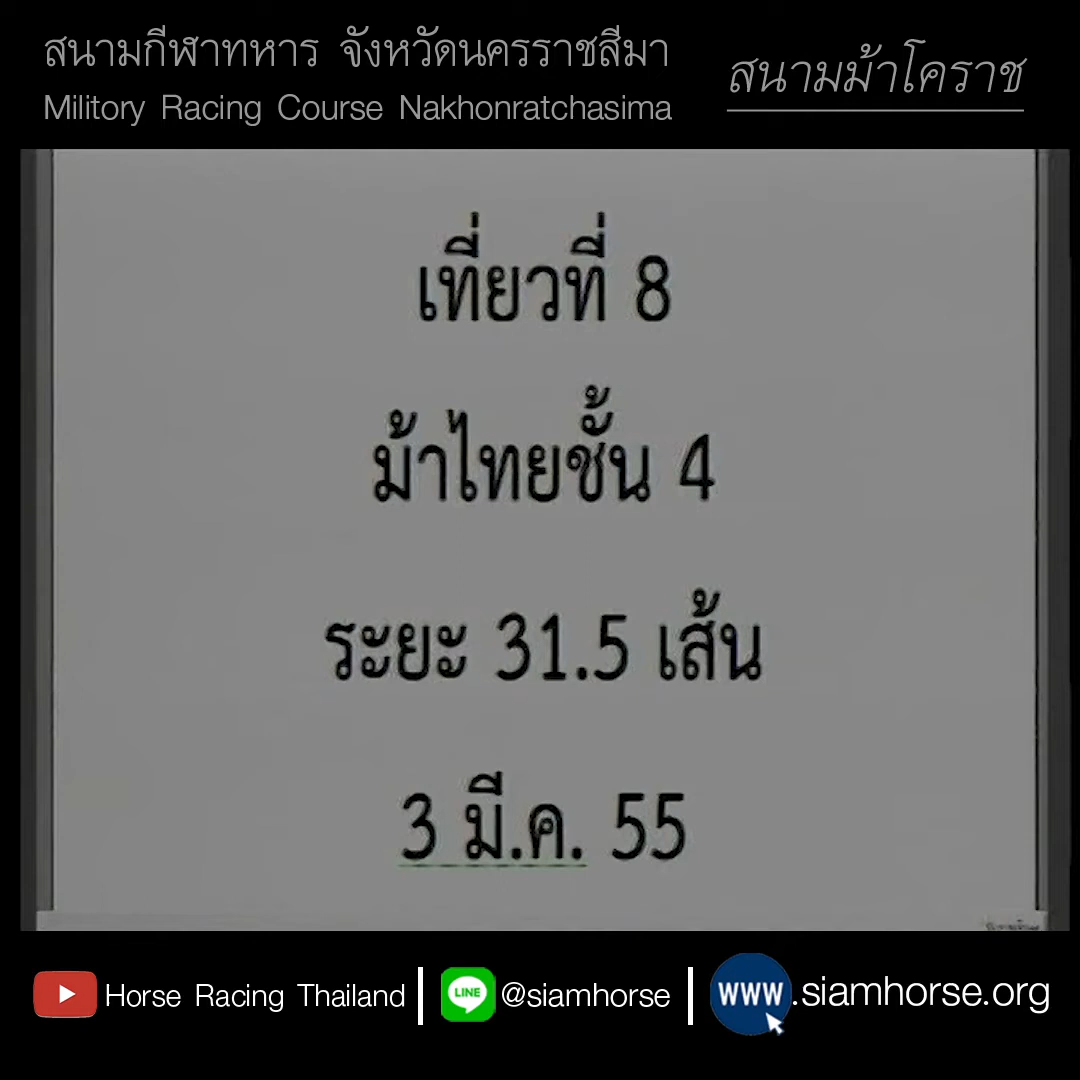 สนามกีฬาทหาร จังหวัดนครราชสีมา
Militory Racing Course Nakhonratchasima
สนามม้าโคราช
เที่ยวที่ 8
ม้าไทยชั้น 4
ระยะ 31.5 เส้น
3 มี.ค. 55
Horse Racing Thailand
LINE
@siamhorse
www.siamhorse.org